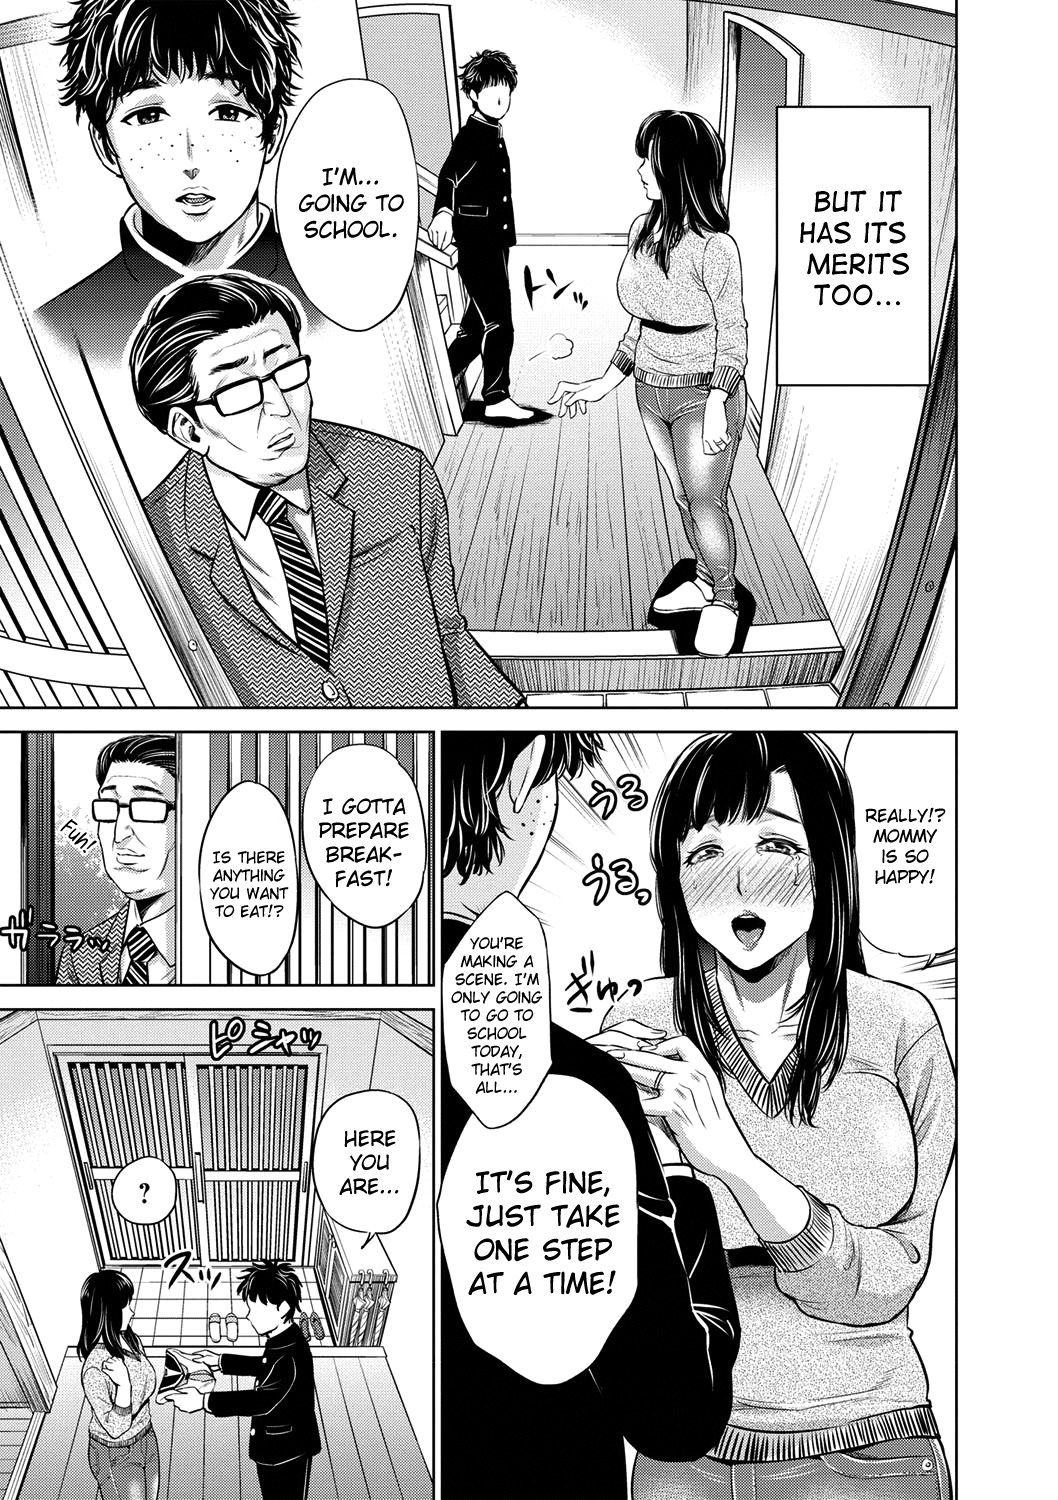 BUT IT
HAS ITS
MERITS
TOO...
トンッ
I'M...
GOING TO
SCHOOL.
REALLY!?
MOMMY
IS SO
HAPPY!
うる
うるっ
ぎゅっ
YOU'RE
MAKING A
SCENE. I'M
ONLY GOING
TO GO TO
SCHOOL
TODAY,
THAT'S
ALL...
IT'S FINE,
JUST TAKE
ONE STEP
AT A TIME!
I GOTTA
PREPARE
BREAK-
FAST!
IS THERE
ANYTHING
YOU WANT
TO EAT!?
Fuh!
ガララッ
ピシャッ
HERE
YOU
ARE...
?
スッ